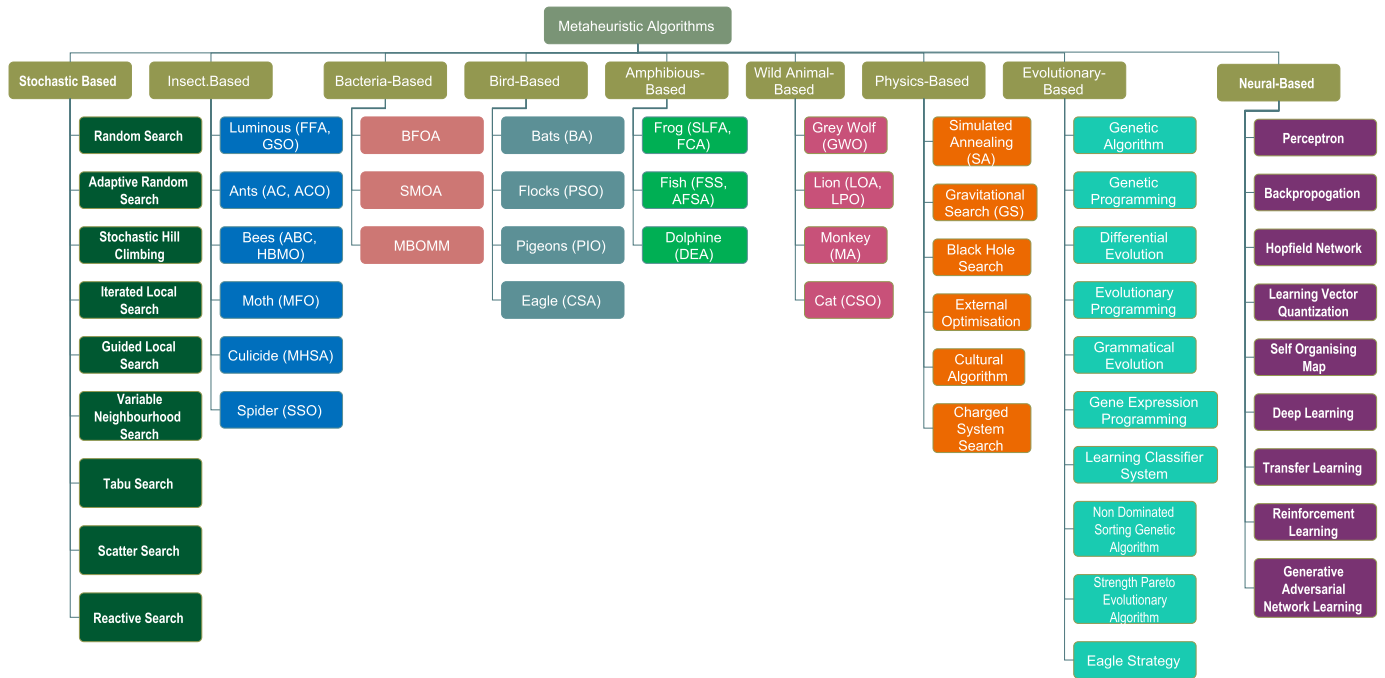 Metaheuristic Algorithms
Stochastic Based
Random Search
Adaptive Random
Search
Stochastic Hill
Climbing
Iterated Local
Search
Guided Local
Search
Variable
Neighbourhood
Search
Tabu Search
Scatter Search
Reactive Search
Insect.Based
Luminous (FFA,
GSO)
Ants (AC, ACO)
Bees (ABC,
HBMO)
Moth (MFO)
Culicide (MHSA)
Spider (SSO)
Bacteria-Based
BFOA
SMOA
MBOMM
Bird-Based
Bats (BA)
Flocks (PSO)
Pigeons (PIO)
Eagle (CSA)
Amphibious-
Based
Frog (SLFA,
FCA)
Fish (FSS,
AFSA)
Dolphine
(DEA)
Wild Animal-
Based
Grey Wolf
(GWO)
Lion (LOA,
LPO)
Monkey
(MA)
Cat (CSO)
Physics-Based
Simulated
Annealing
(SA)
Gravitational
Search (GS)
Black Hole
Search
External
Optimisation
Cultural
Algorithm
Charged
System
Search
Evolutionary-
Based
Genetic
Algorithm
Genetic
Programming
Differential
Evolution
Evolutionary
Programming
Grammatical
Evolution
Gene Expression
Programming
Learning Classifier
System
Non Dominated
Sorting Genetic
Algorithm
Strength Pareto
Evolutionary
Algorithm
Eagle Strategy
Neural-Based
Perceptron
Backpropogation
Hopfield Network
Learning Vector
Quantization
Self Organising
Map
Deep Learning
Transfer Learning
Reinforcement
Learning
Generative
Adversarial
Network Learning